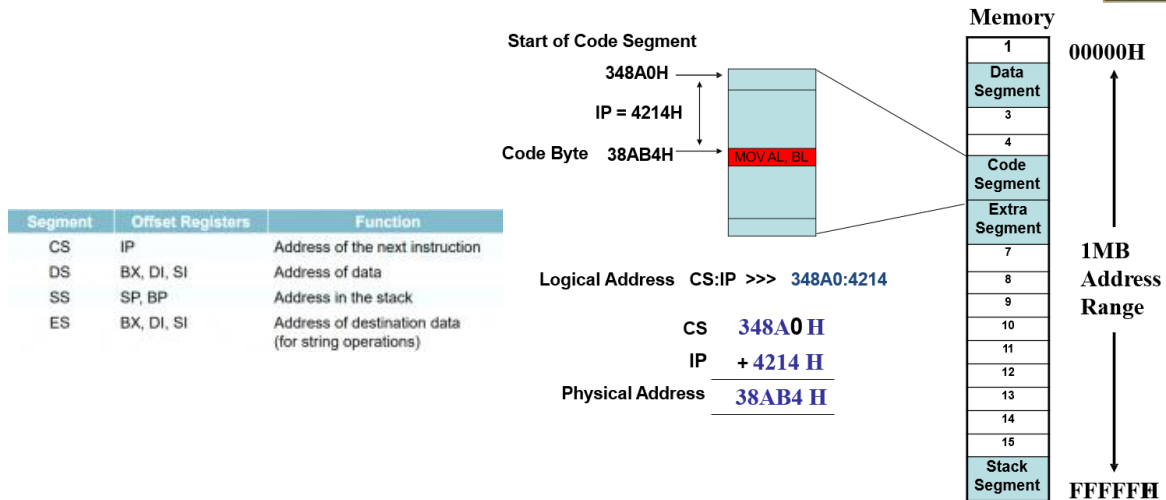 Segment Offset Registers Function
CS IP Address of the next instruction
DS BX, DI, SI Address of data
SS SP, BP Address in the stack
ES BX, DI, SI Address of destination data
(for string operations)
Start of Code Segment
348A0H
IP = 4214H
Code Byte 38AB4H
MOV AL, BL
Logical Address CS:IP >>> 348A0:4214
CS 348A0 H
IP + 4214 H
Physical Address 38AB4 H
Memory
1
Data
Segment
3
4
Code
Segment
Extra
Segment
7
8
9
10
11
12
13
14
15
Stack
Segment
00000H
1MB
Address
Range
FFFFFH